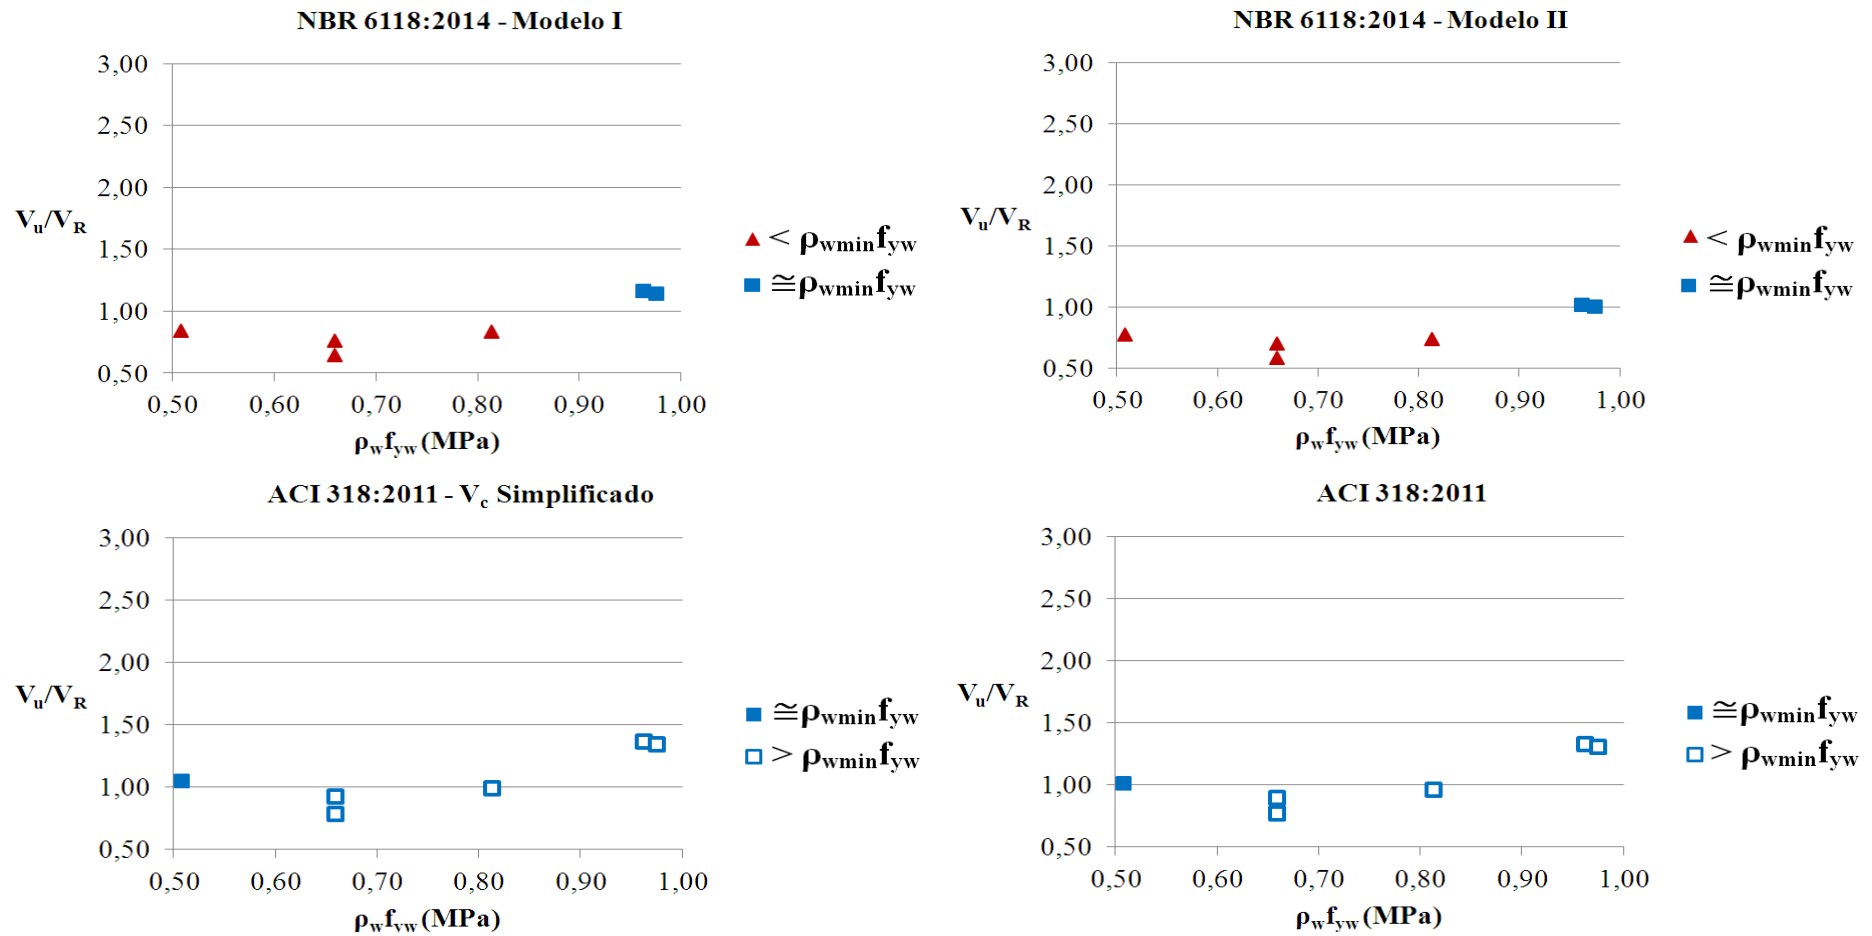 NBR 6118:2014 - Modelo I
3,00
2,50
2,00
1,50
1,00
0,50
Vu/VR
0,50 0,60 0,70 0,80 0,90 1,00
ρwfyw (MPa)
< ρwminfyw
≅ρwminfyw
NBR 6118:2014 - Modelo II
3,00
2,50
2,00
1,50
1,00
0,50
Vu/VR
0,50 0,60 0,70 0,80 0,90 1,00
ρwfyw (MPa)
< ρwminfyw
≅ρwminfyw
ACI 318:2011 - Vc Simplificado
3,00
2,50
2,00
1,50
1,00
0,50
Vu/VR
0,50 0,60 0,70 0,80 0,90 1,00
ρwfyw (MPa)
≅ρwminfyw
> ρwminfyw
ACI 318:2011
3,00
2,50
2,00
1,50
1,00
0,50
Vu/VR
0,50 0,60 0,70 0,80 0,90 1,00
ρwfyw (MPa)
≅ρwminfyw
> ρwminfyw